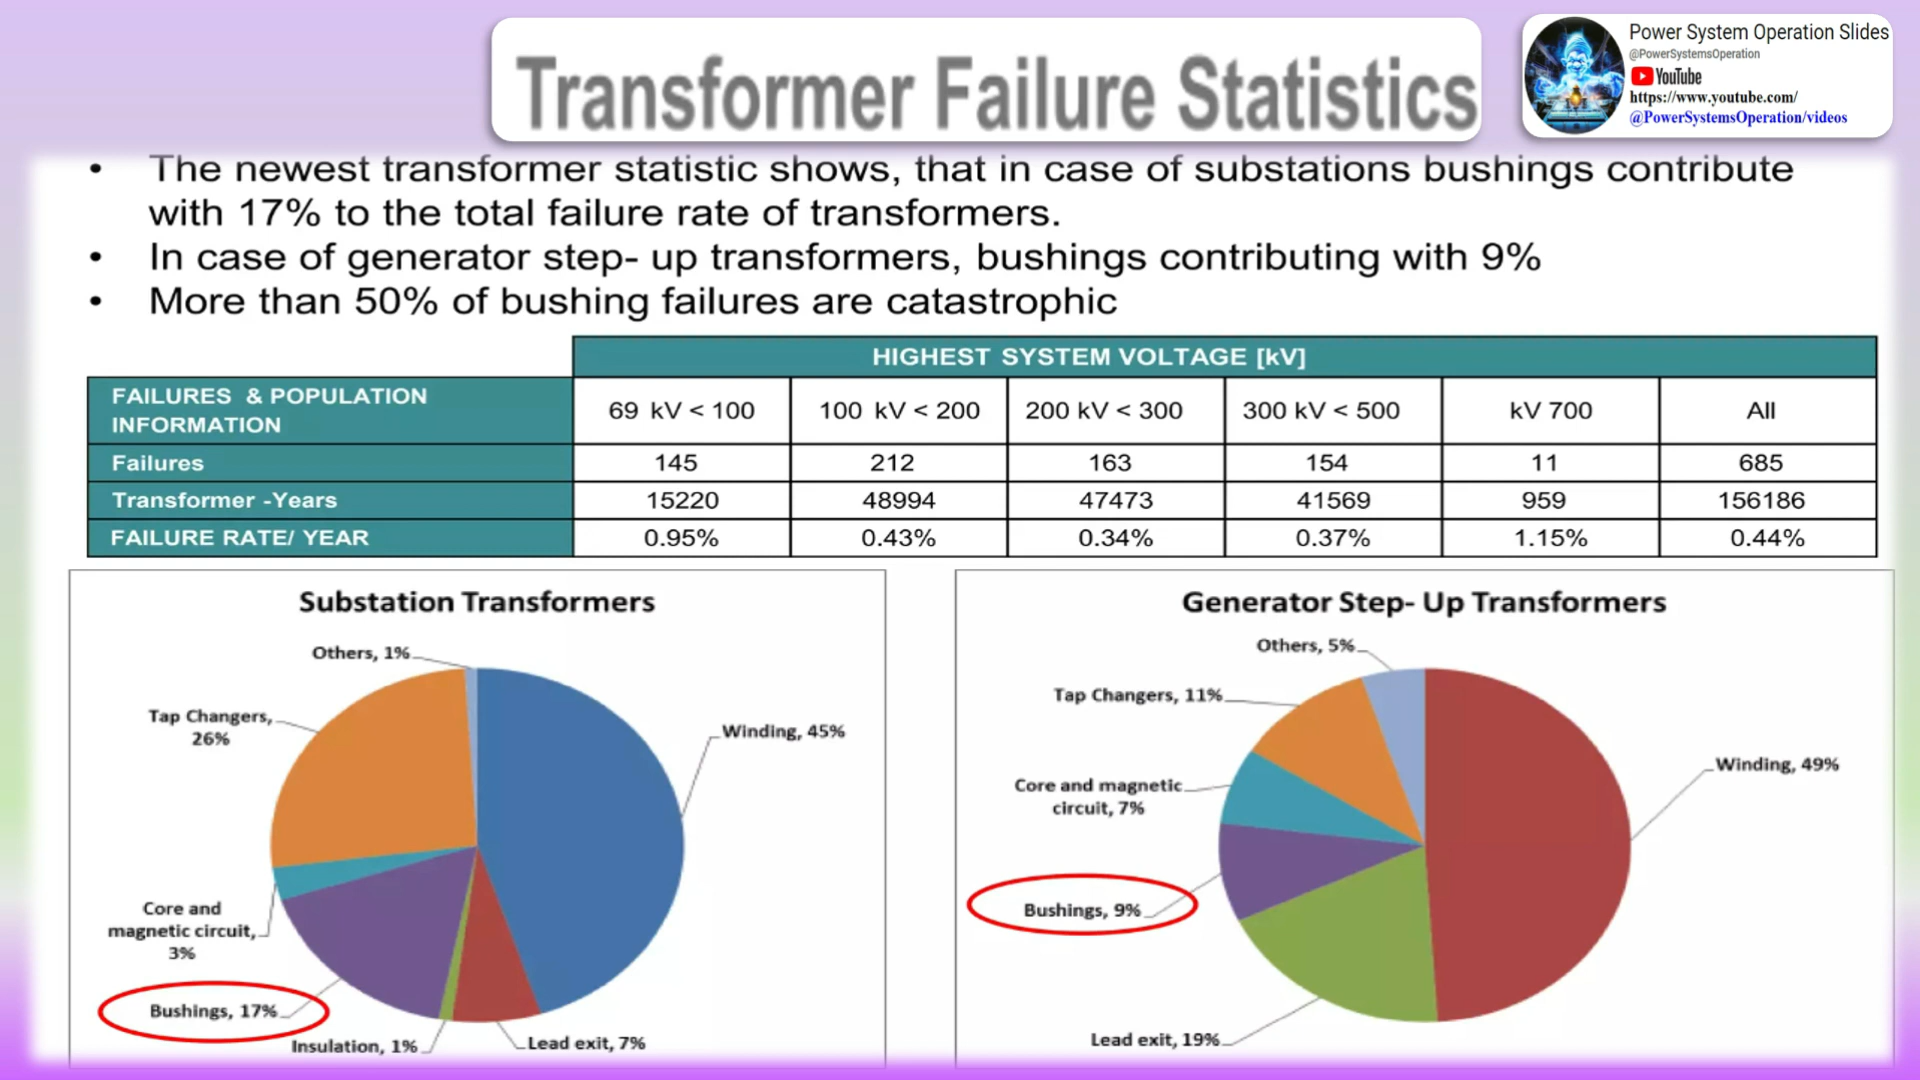 Transformer Failure Statistics
Power System Operation Slides
@PowerSystemsOperation
YouTube
https://www.youtube.com/
@PowerSystemsOperation/videos
• The newest transformer statistic shows, that in case of substations bushings contribute
with 17% to the total failure rate of transformers.
• In case of generator step- up transformers, bushings contributing with 9%
• More than 50% of bushing failures are catastrophic
HIGHEST SYSTEM VOLTAGE [kV]
FAILURES & POPULATION
INFORMATION
69 kV < 100 100 kV < 200 200 kV < 300 300 kV < 500 kV 700 All
Failures 145 212 163 154 11 685
Transformer -Years 15220 48994 47473 41569 959 156186
FAILURE RATE/ YEAR 0.95% 0.43% 0.34% 0.37% 1.15% 0.44%
Substation Transformers
Others, 1%
Tap Changers,
26%
Winding, 45%
Core and
magnetic circuit,
3%
Bushings, 17%
Insulation, 1%
Lead exit, 7%
Generator Step- Up Transformers
Others, 5%
Tap Changers, 11%
Winding, 49%
Core and magnetic
circuit, 7%
Bushings, 9%
Lead exit, 19%